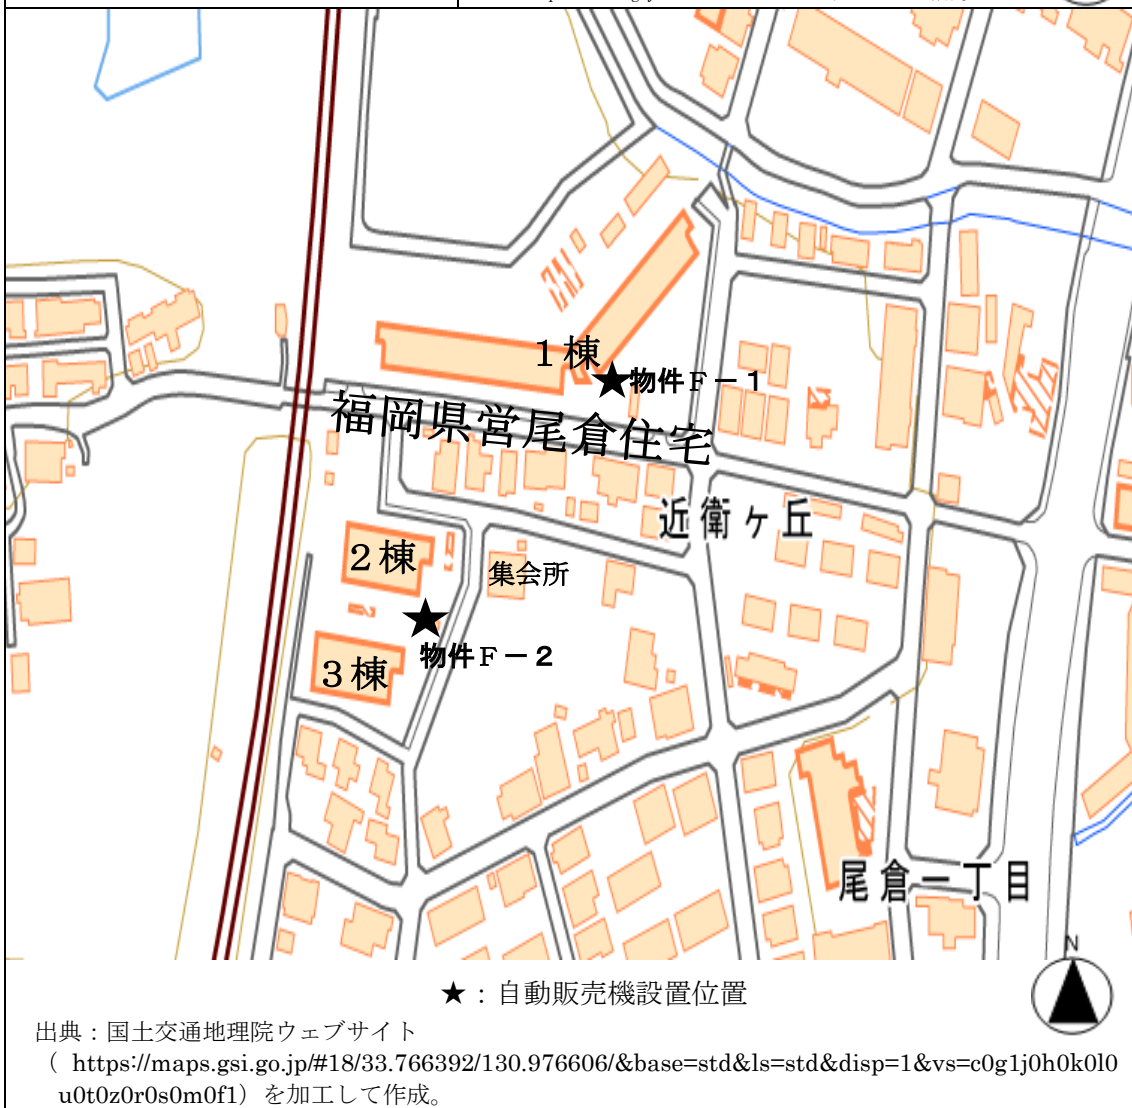 １棟
物件Ｆ－１
福岡県営尾倉住宅
近衛ヶ丘
２棟
集会所
物件Ｆ－２
３棟
尾倉一丁目
N
★：自動販売機設置位置
出典：国土交通地理院ウェブサイト
（ https://maps.gsi.go.jp/#18/33.766392/130.976606/&base=std&ls=std&disp=1&vs=c0g1j0h0k0l0
u0t0z0r0s0m0f1）を加工して作成。